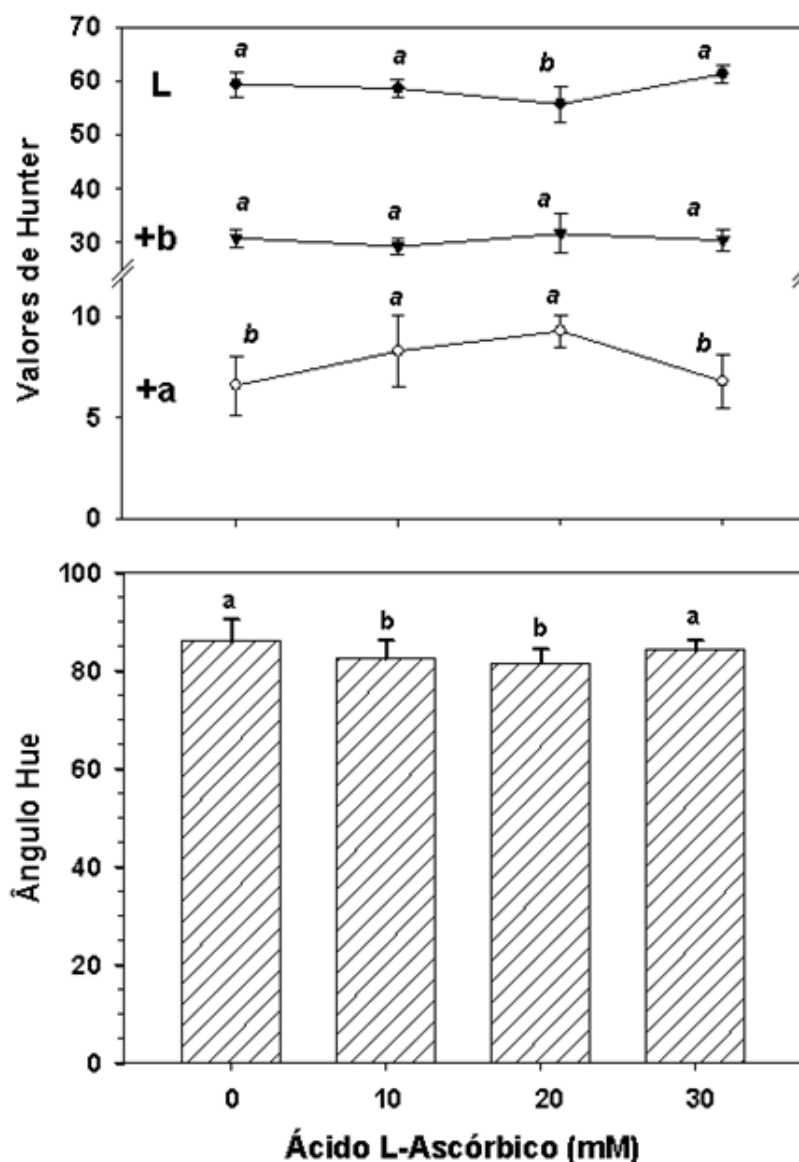 Valores de Hunter
70
60
50
40
30
10
5
0
L
+b
+a
a a b a
a a a a
b a a b
Ângulo Hue
100
80
60
40
20
0
a b b a
0 10 20 30
Ácido L-Ascórbico (mM)